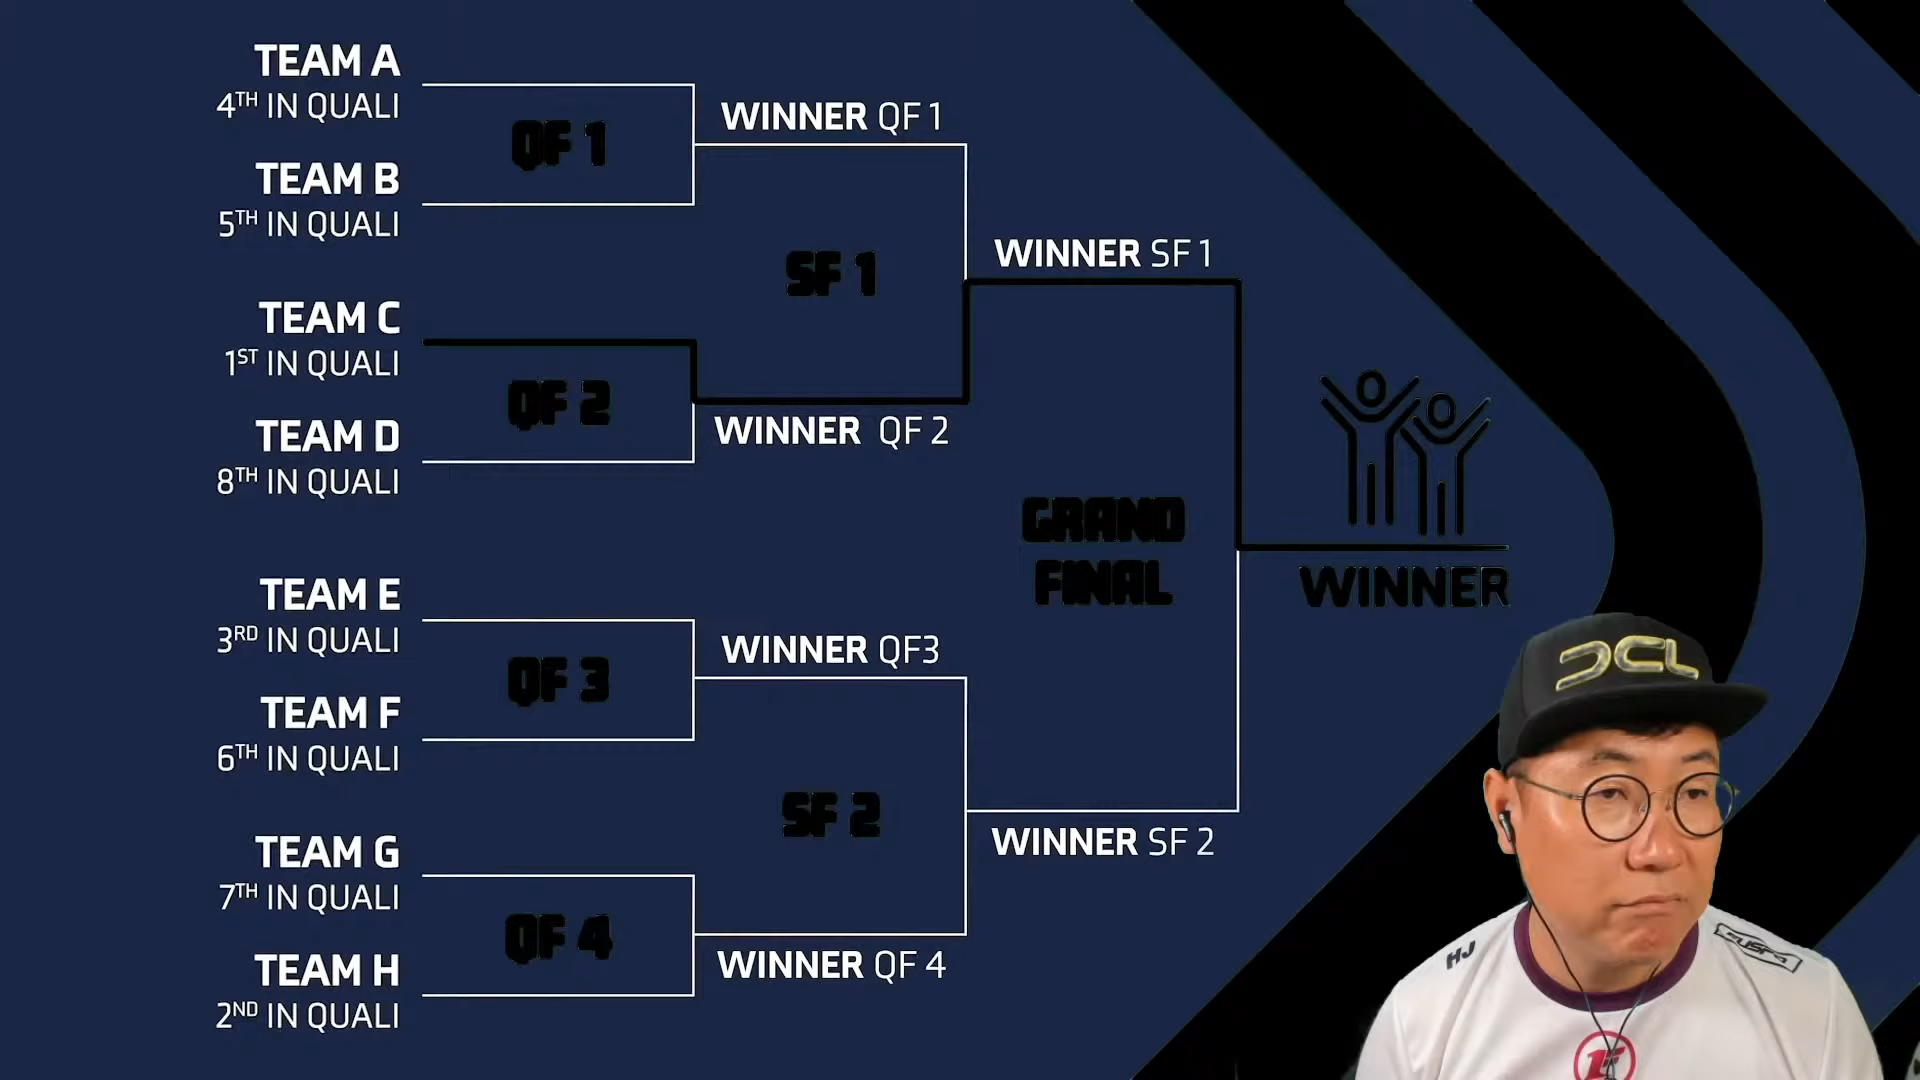 TEAM A
4TH IN QUALI
QF 1
TEAM B
5TH IN QUALI
WINNER QF 1
SF 1
TEAM C
1ST IN QUALI
QF 2
TEAM D
8TH IN QUALI
WINNER QF 2
WINNER SF 1
GRAND
FINAL
WINNER
TEAM E
3RD IN QUALI
QF 3
TEAM F
6TH IN QUALI
WINNER QF3
SF 2
WINNER SF 2
TEAM G
7TH IN QUALI
QF 4
TEAM H
2ND IN QUALI
WINNER QF 4
DCL
HJ